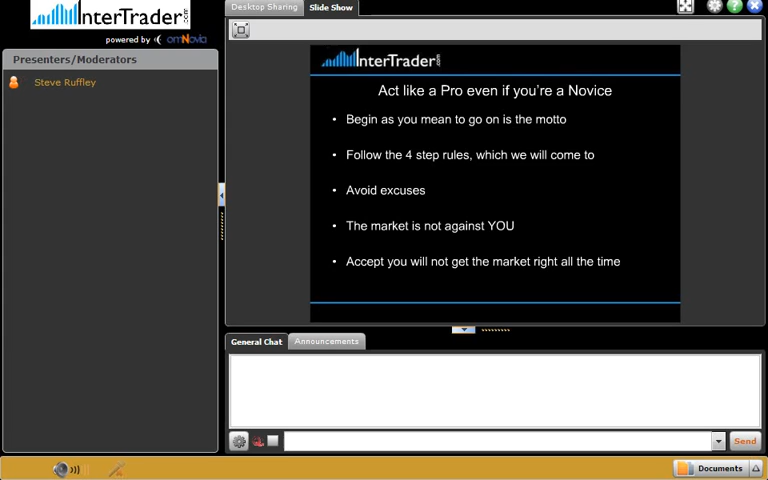 InterTrader.com
powered by omNovia
Presenters/Moderators
Steve Ruffley
Desktop Sharing
Slide Show
InterTrader.com
Act like a Pro even if you're a Novice
• Begin as you mean to go on is the motto
• Follow the 4 step rules, which we will come to
• Avoid excuses
• The market is not against YOU
• Accept you will not get the market right all the time
General Chat
Announcements
Send
Documents